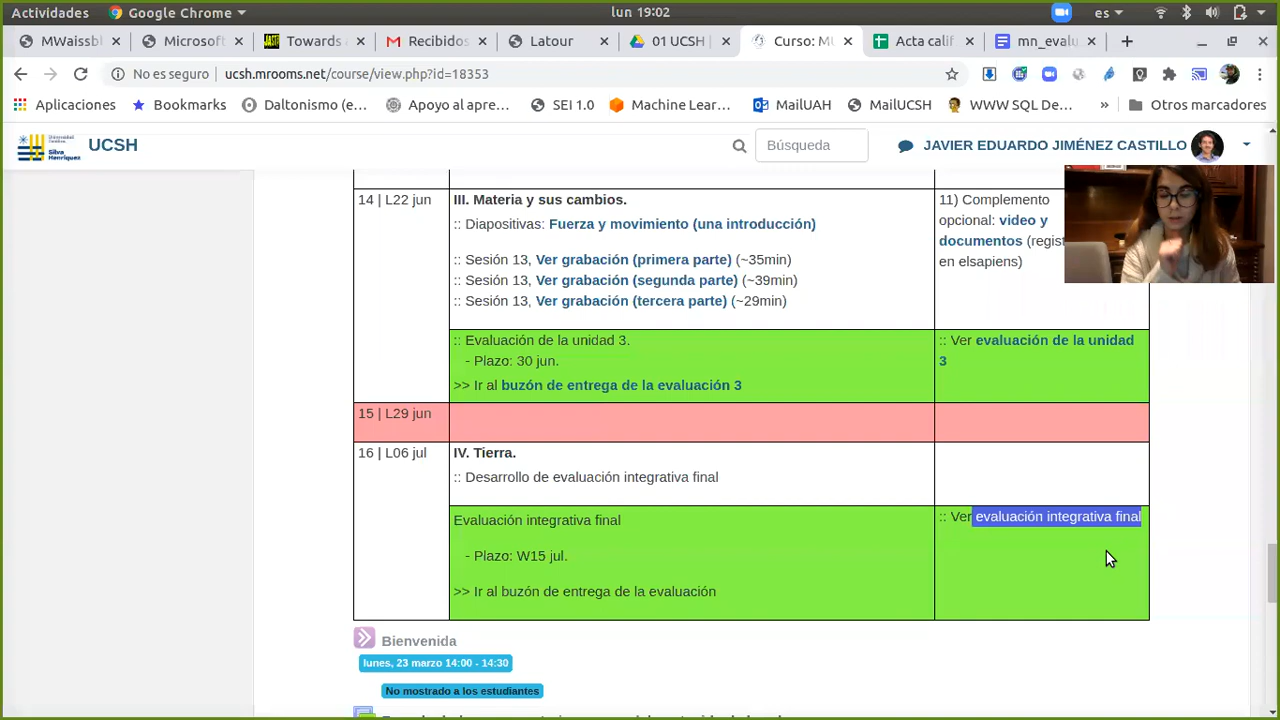 Actividades
Google Chrome
lun 19:02
es
MWaissbl
Microsoft
Towards A
Recibidos
Latour
01 UCSH |
Curso: MU
Acta calif
mn_evalu
No es seguro
ucsh.mrooms.net/course/view.php?id=18353
Aplicaciones
Bookmarks
Daltonismo (e...
Apoyo al apre...
SEI 1.0
Machine Lear...
MailUAH
MailUCSH
WWW SQL De...
»
Otros marcadores
Universidad Católica
Silva Henríquez
UCSH
Búsqueda
JAVIER EDUARDO JIMÉNEZ CASTILLO
14 | L22 jun
III. Materia y sus cambios.
:: Diapositivas: Fuerza y movimiento (una introducción)
:: Sesión 13, Ver grabación (primera parte) (~35min)
:: Sesión 13, Ver grabación (segunda parte) (~39min)
:: Sesión 13, Ver grabación (tercera parte) (~29min)
11) Complemento
opcional: video y
documentos (regist
en elsapiens)
:: Evaluación de la unidad 3.
- Plazo: 30 jun.
>> Ir al buzón de entrega de la evaluación 3
:: Ver evaluación de la unidad
3
15 | L29 jun
16 | L06 jul
IV. Tierra.
:: Desarrollo de evaluación integrativa final
Evaluación integrativa final
- Plazo: W15 jul.
>> Ir al buzón de entrega de la evaluación
:: Ver evaluación integrativa final
Bienvenida
lunes, 23 marzo 14:00 - 14:30
No mostrado a los estudiantes